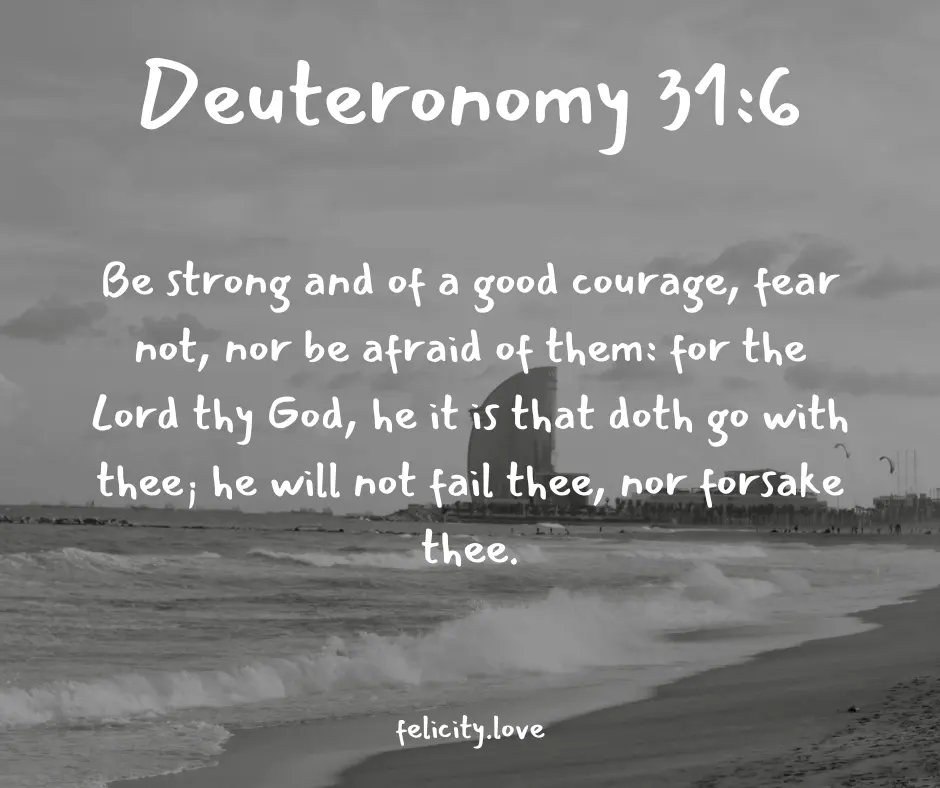 Deuteronomy 31:6
Be strong and of a good courage, fear
not, nor be afraid of them: for the
Lord thy God, he it is that doth go with
thee; he will not fail thee, nor forsake
thee.
felicity.love